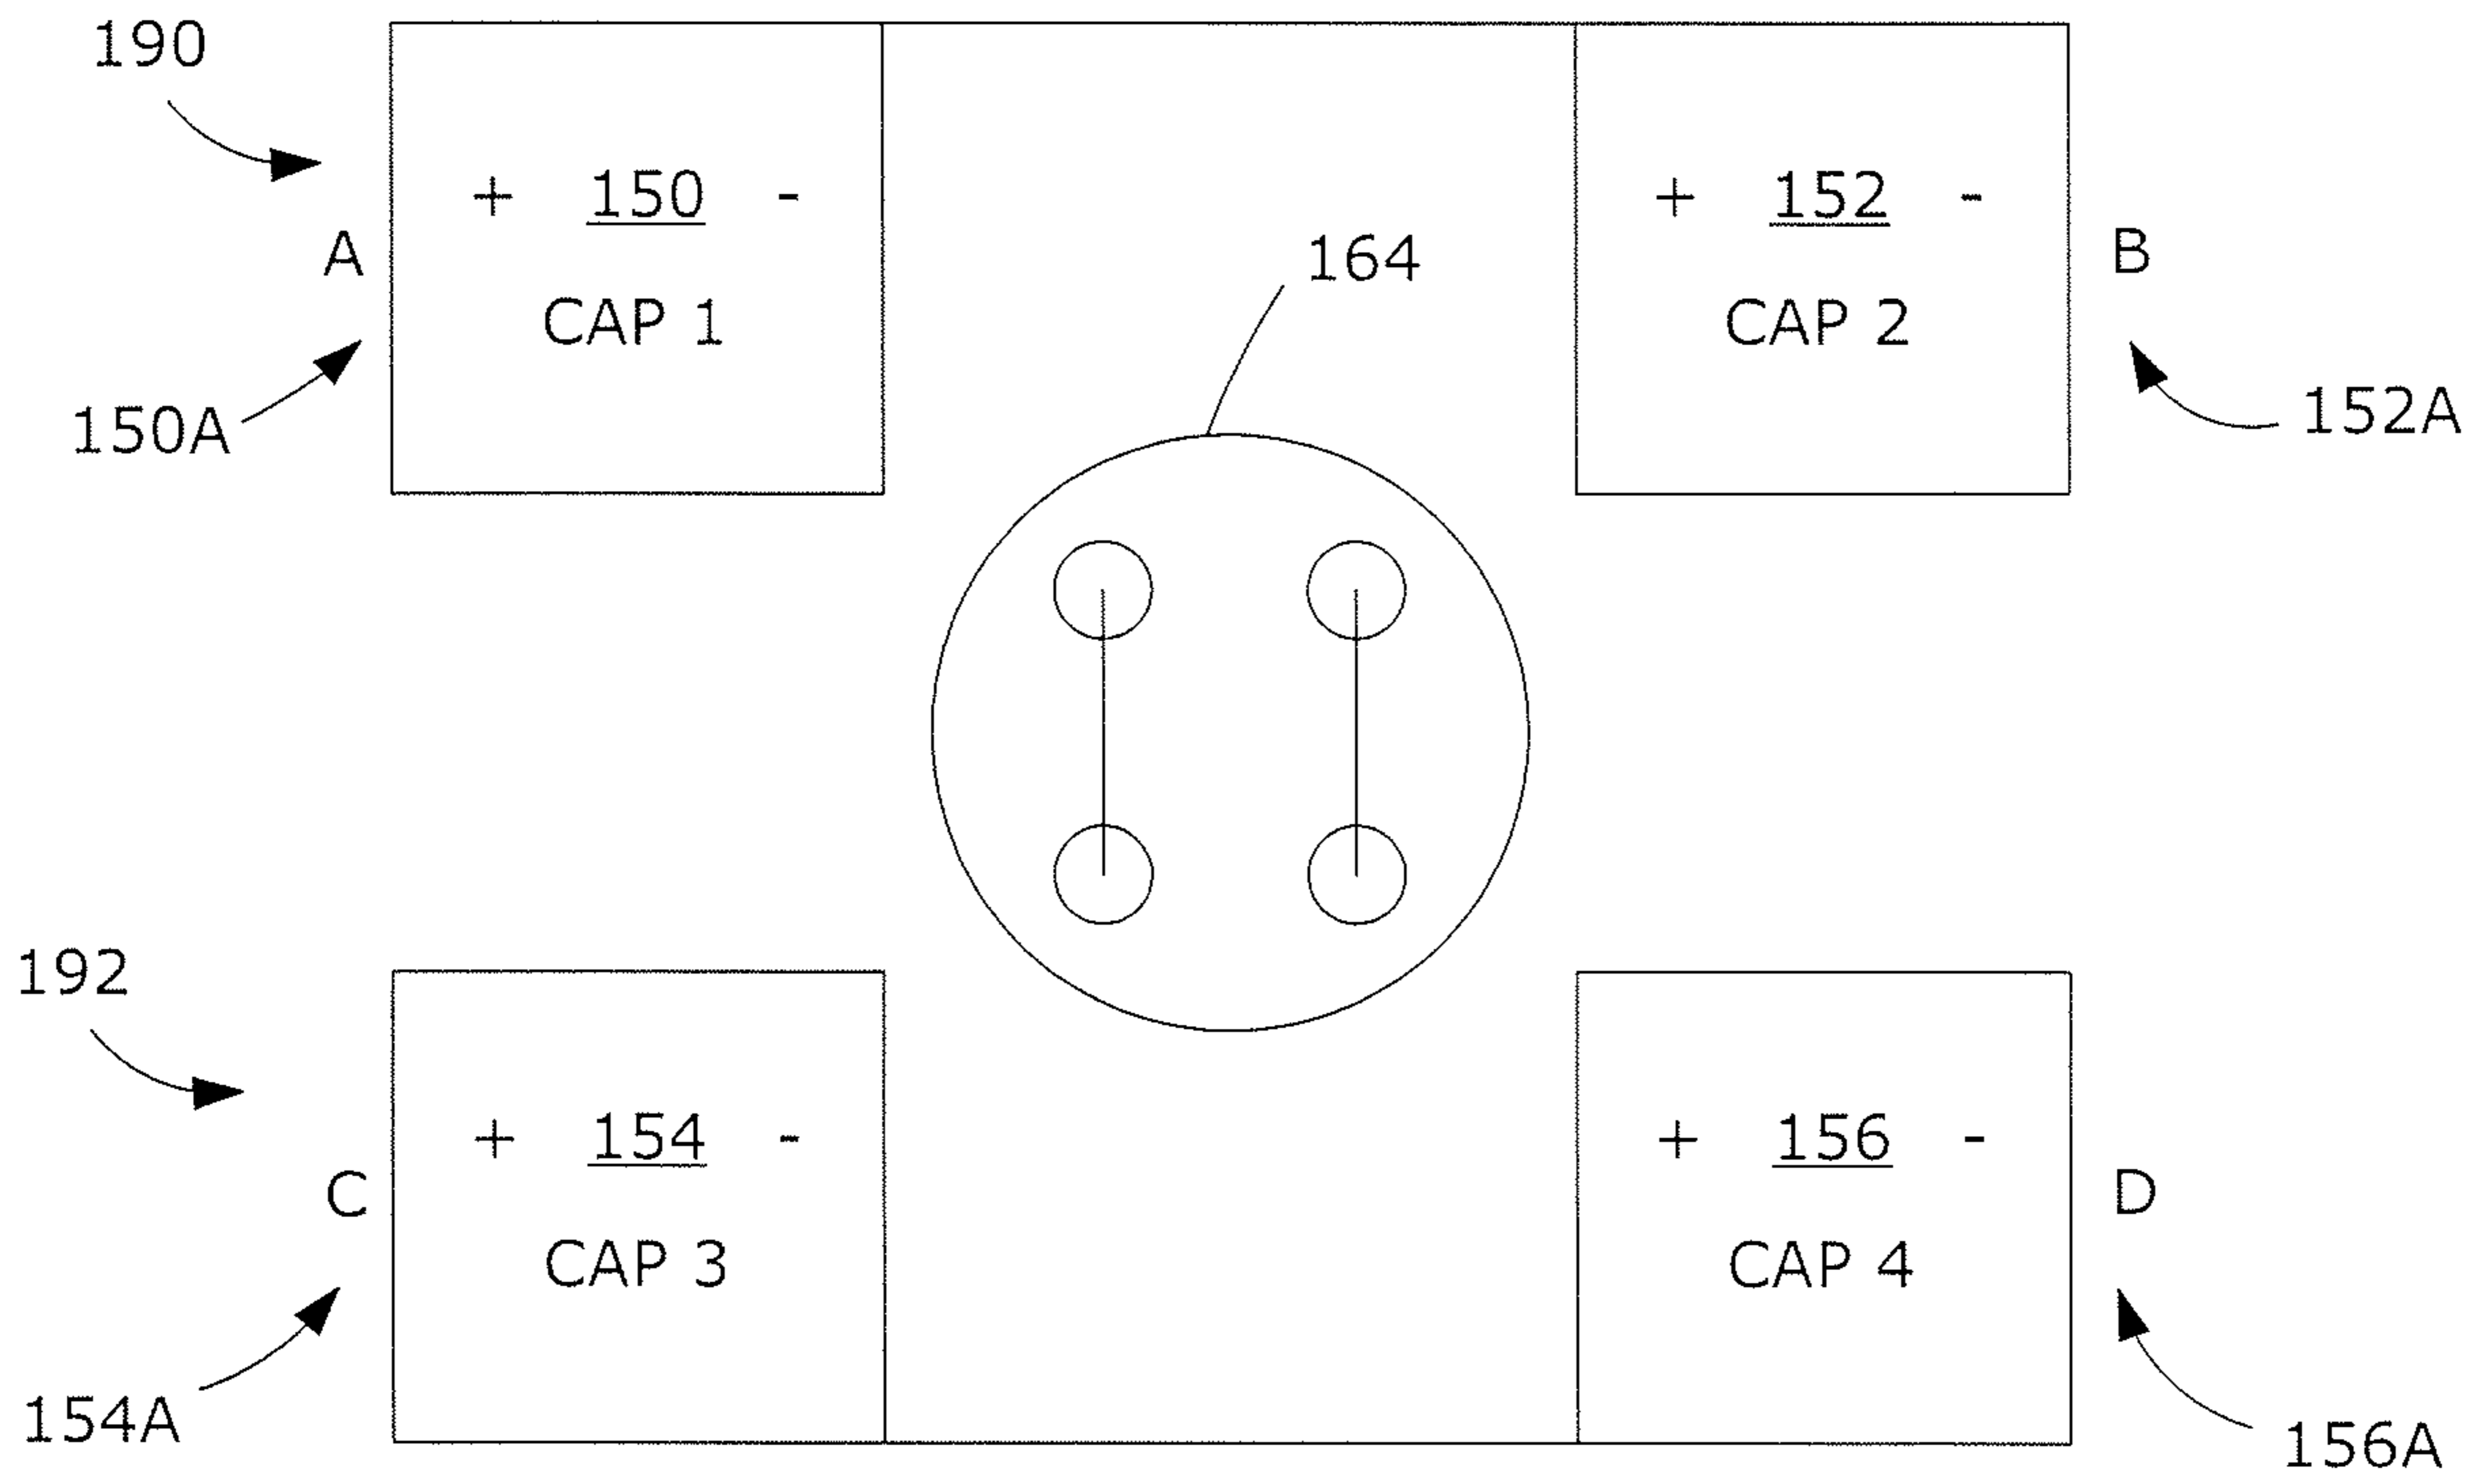 190
+ 150 -
+ 152 -
A
B
164
CAP 1
CAP 2
150A
152A
192
+ 154 -
+ 156 -
C
D
CAP 3
CAP 4
154A
156A